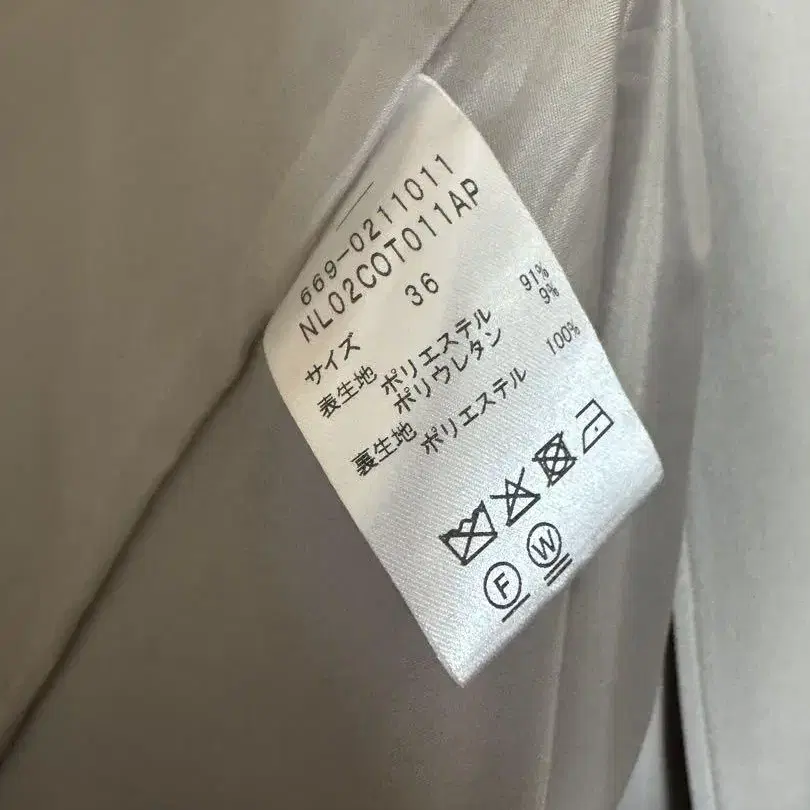 669-0211011
NL02COT011AP
サイズ 36
表生地 ポリエステル 91%
ポリウレタン 9%
裏生地 ポリエステル 100%
F W